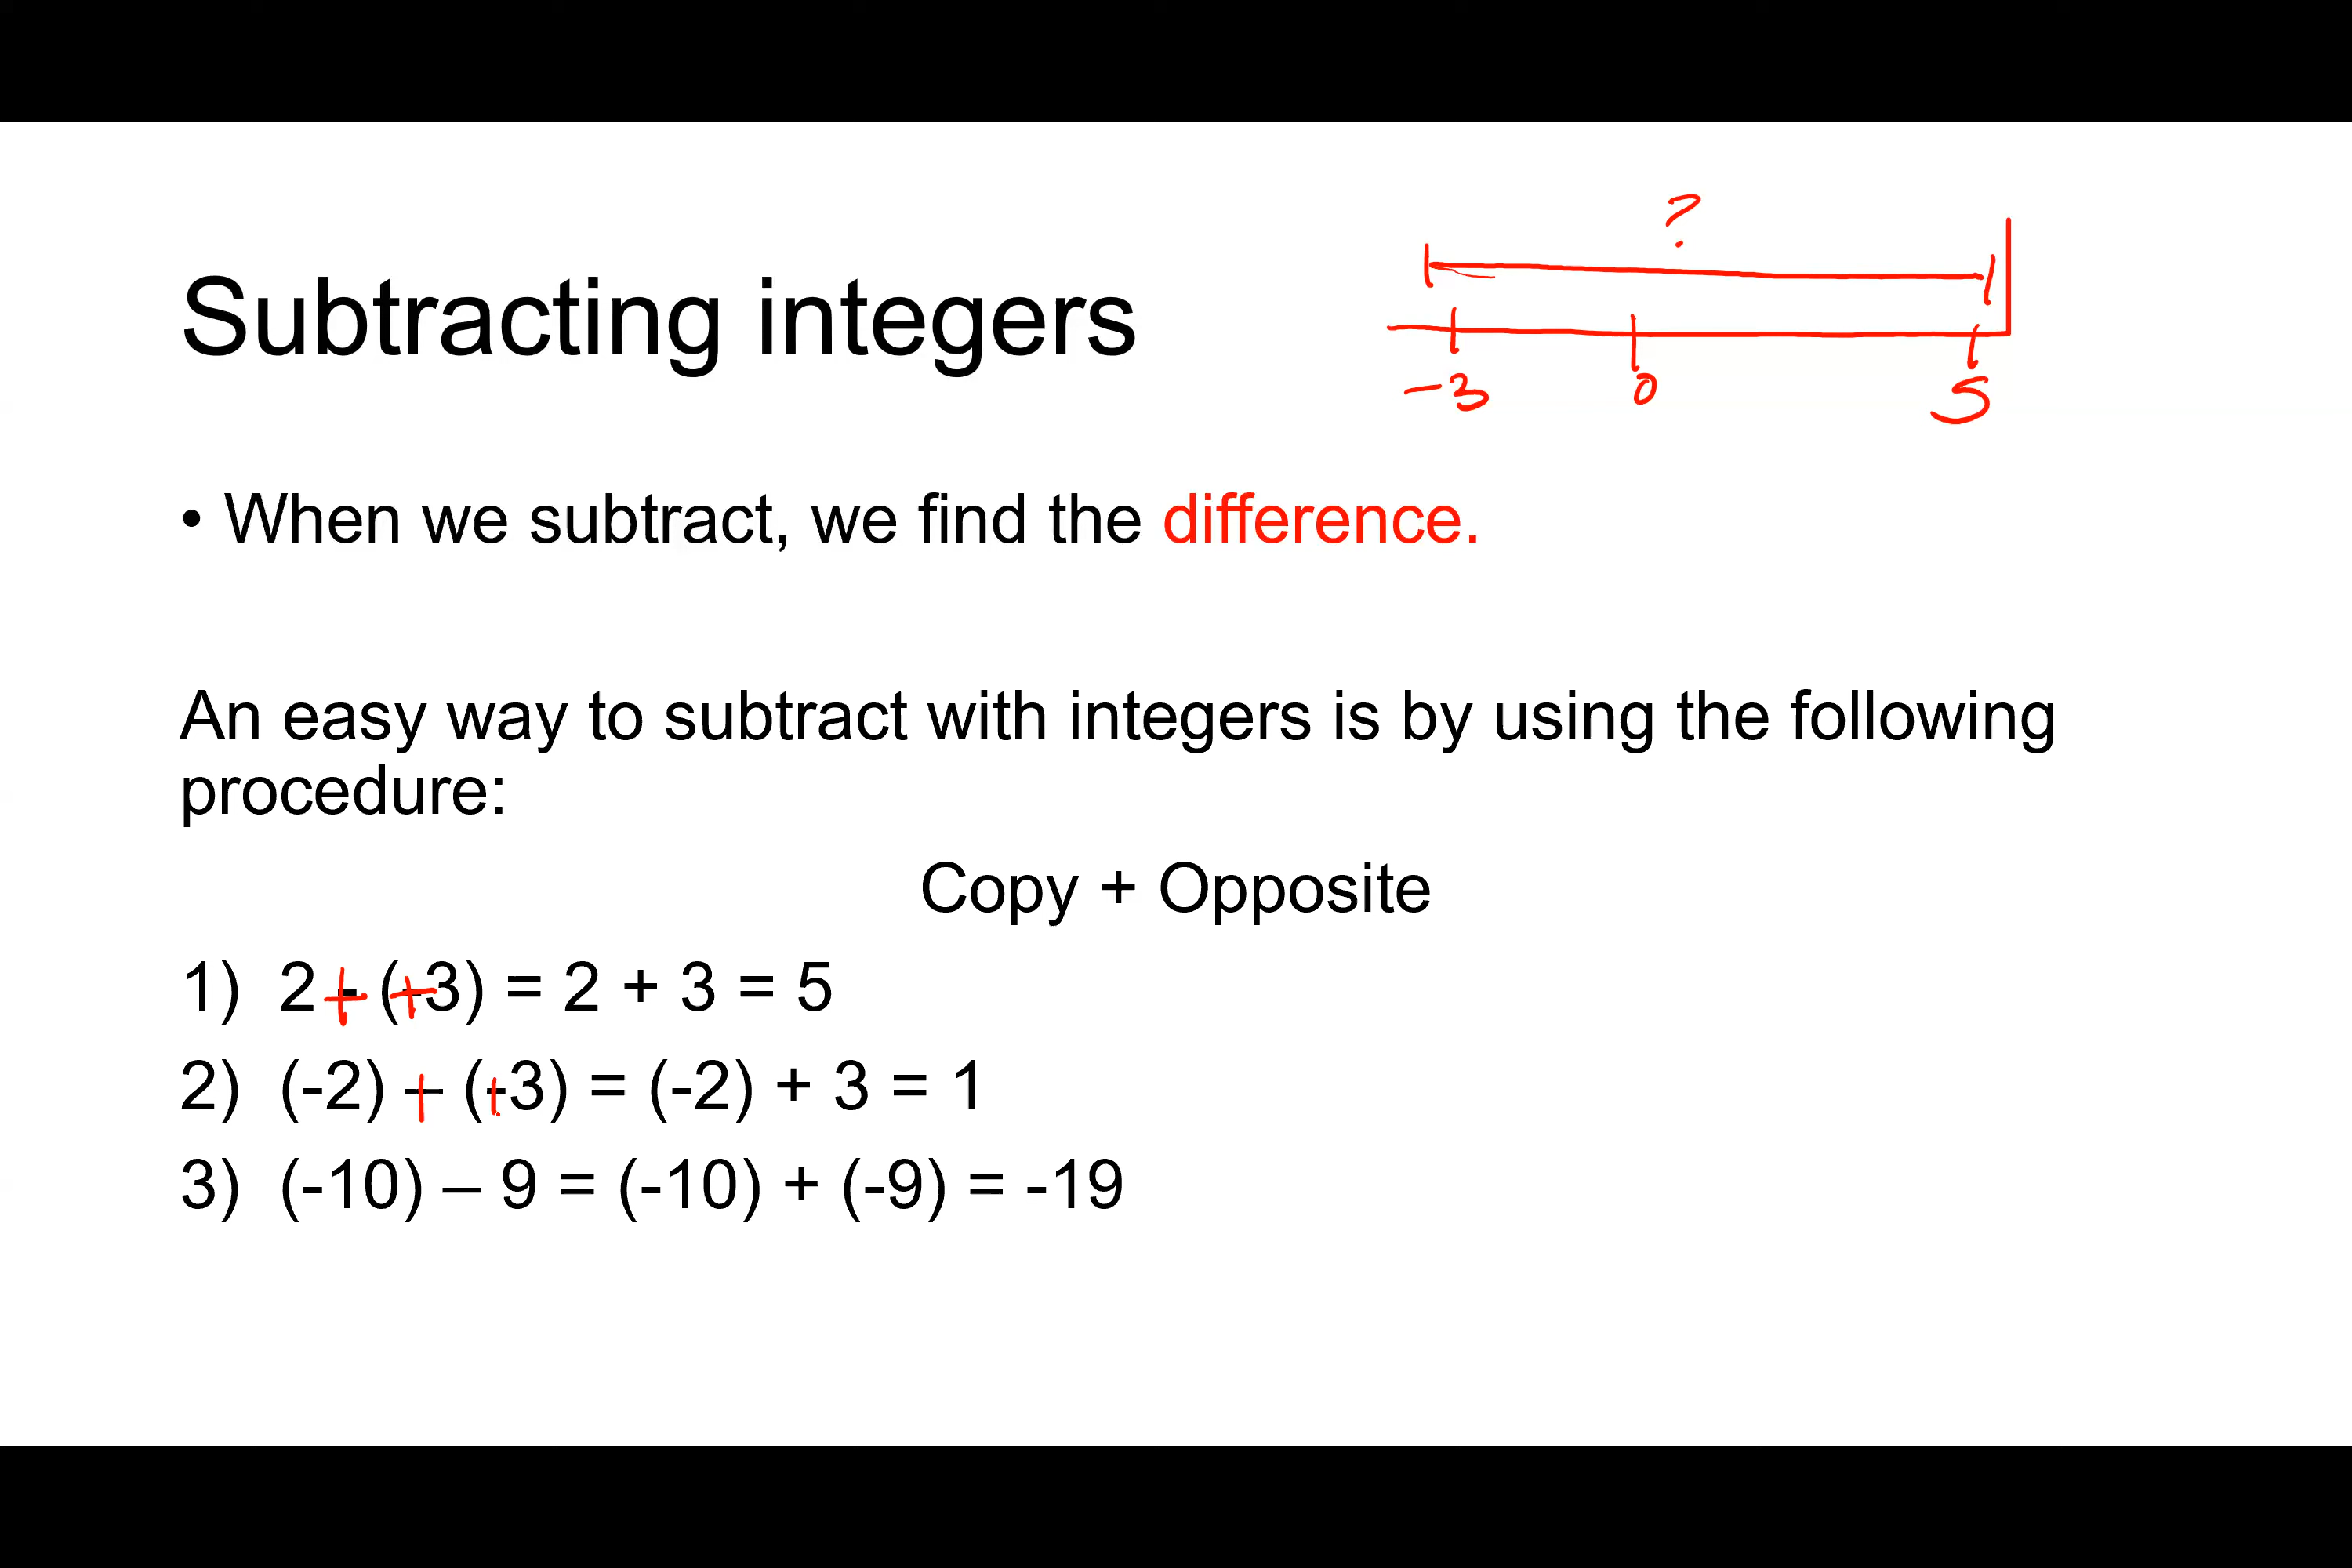 ?
Subtracting integers
-3 0 5
• When we subtract, we find the difference.
An easy way to subtract with integers is by using the following
procedure:
Copy + Opposite
1) 2 + (+3) = 2 + 3 = 5
2) (-2) + (+3) = (-2) + 3 = 1
3) (-10) – 9 = (-10) + (-9) = -19